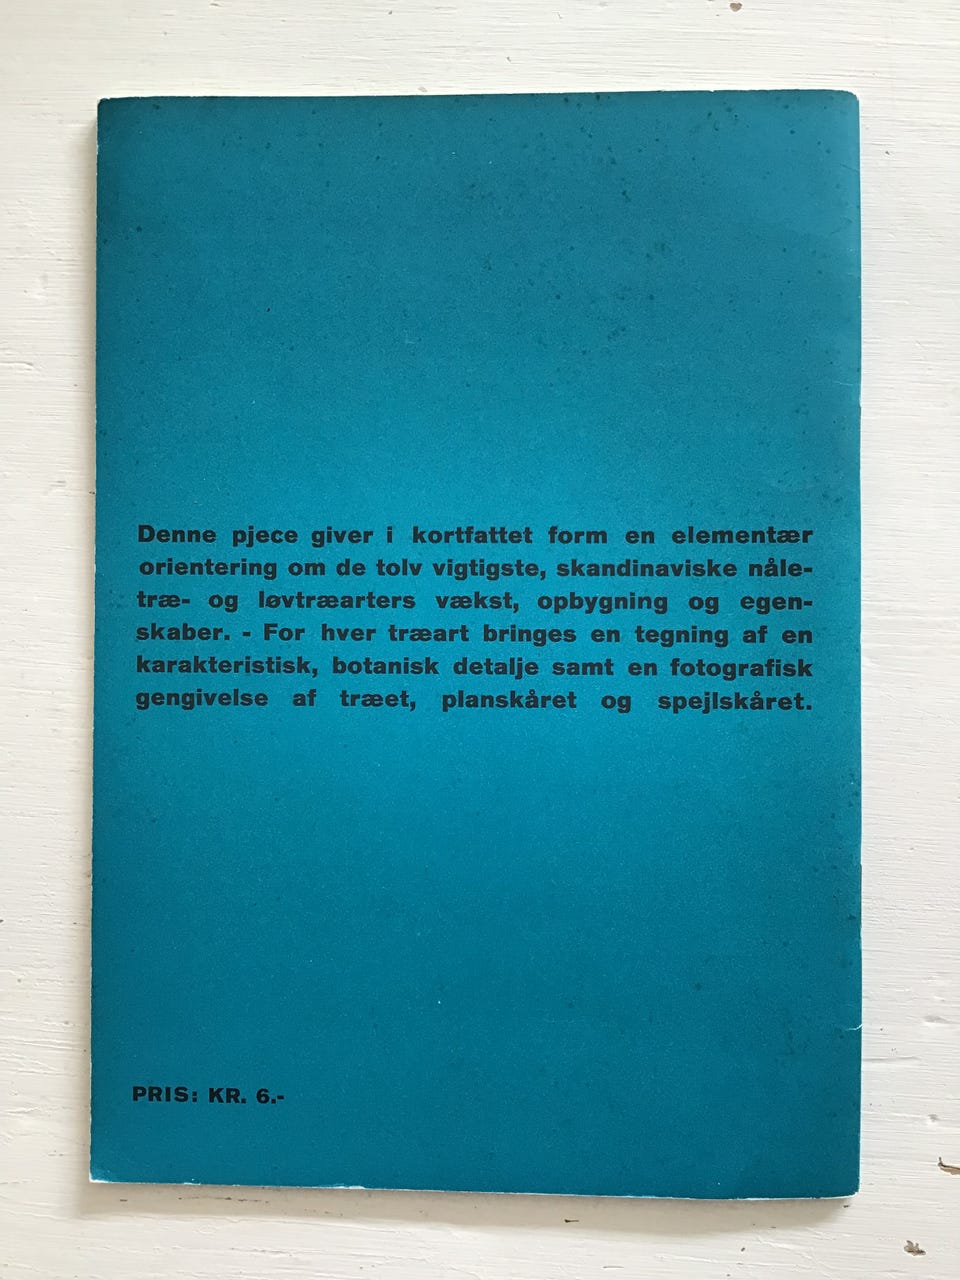 Denne pjece giver i kortfattet form en elementær
orientering om de tolv vigtigste, skandinaviske nåle-
træ- og løvtræarters vækst, opbygning og egen-
skaber. - For hver træart bringes en tegning af en
karakteristisk, botanisk detalje samt en fotografisk
gengivelse af træet, planskåret og spejlskåret.
PRIS: KR. 6.-